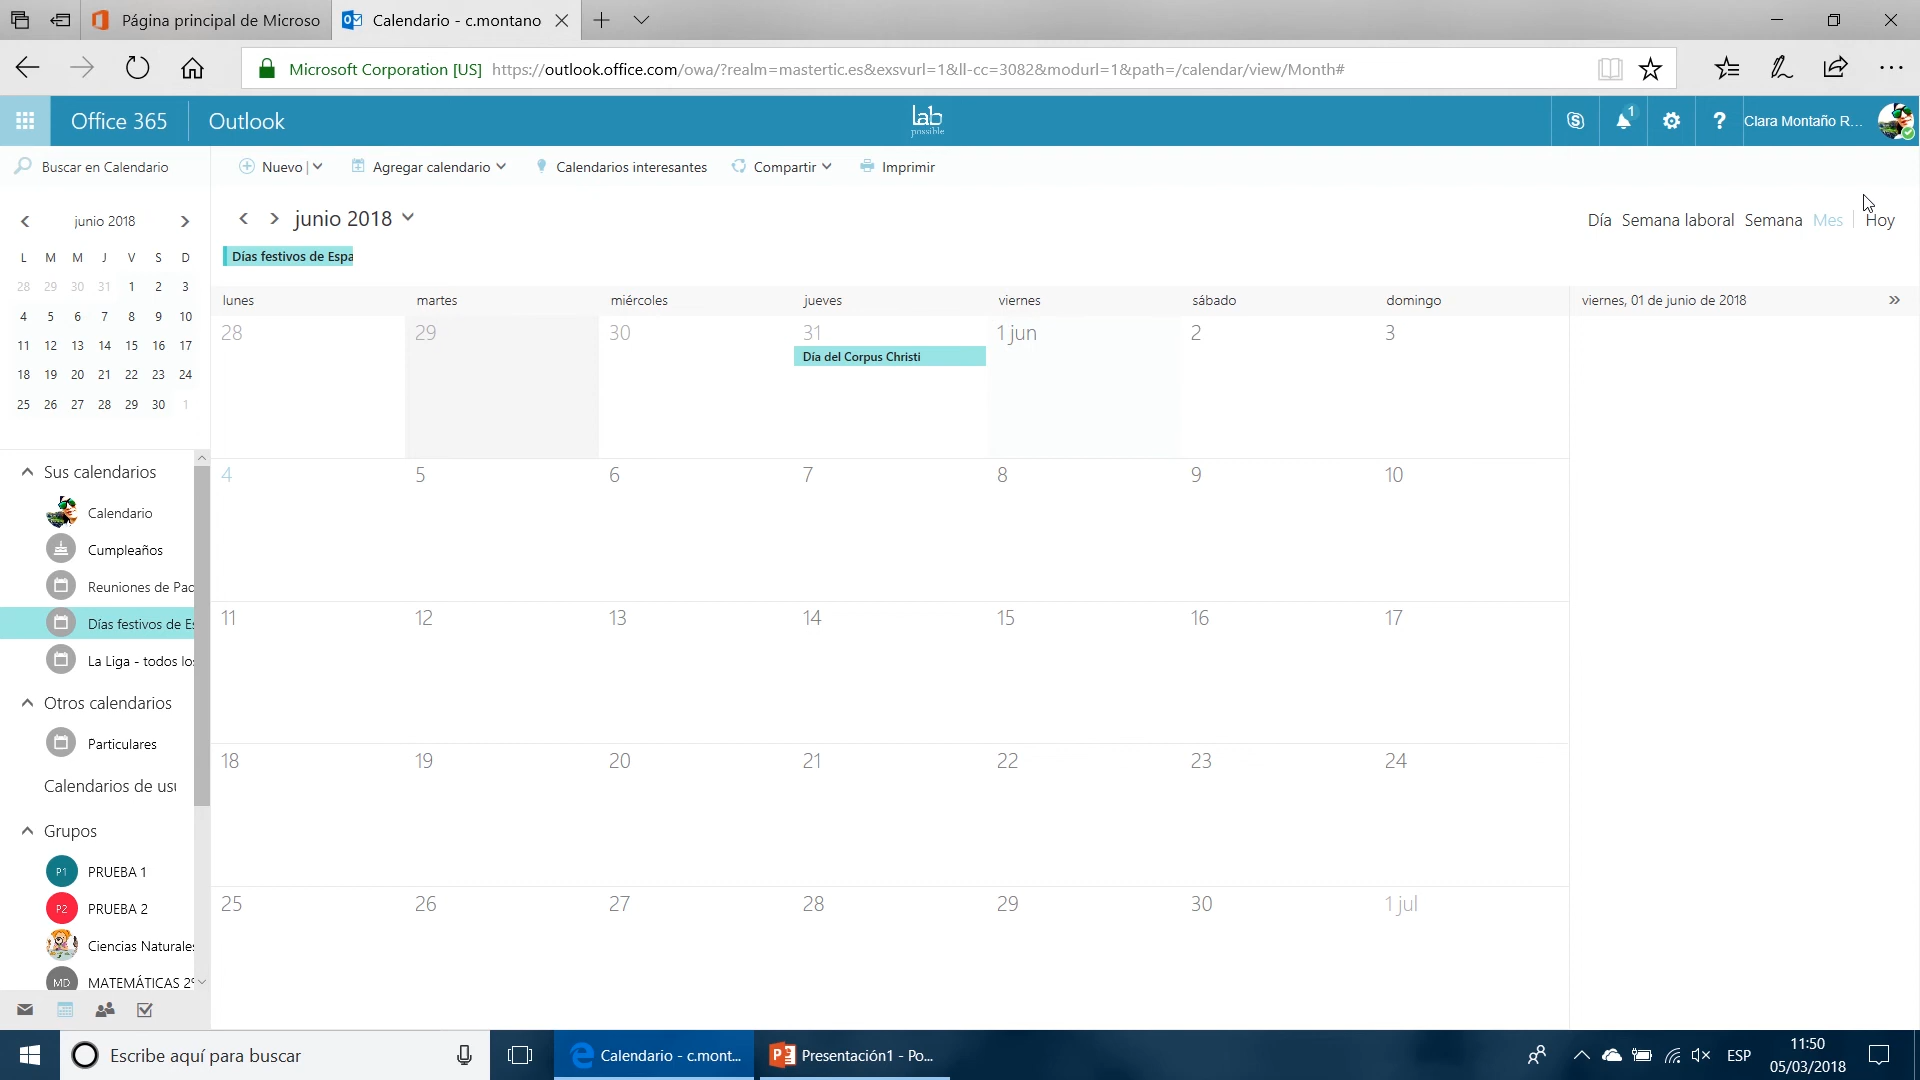 Página principal de Microso
Calendario - c.montano
Microsoft Corporation [US] https://outlook.office.com/owa/?realm=mastertic.es&exsvurl=1&ll-cc=3082&modurl=1&path=/calendar/view/Month#
Office 365 Outlook
lab
possible
1
? Clara Montaño R...
Buscar en Calendario
Nuevo
Agregar calendario
Calendarios interesantes
Compartir
Imprimir
junio 2018
L M M J V S D
28 29 30 31 1 2 3
4 5 6 7 8 9 10
11 12 13 14 15 16 17
18 19 20 21 22 23 24
25 26 27 28 29 30 1
junio 2018
Día Semana laboral Semana Mes Hoy
Días festivos de Espa
lunes martes miércoles jueves viernes sábado domingo
viernes, 01 de junio de 2018
28 29 30 31 1 jun 2 3
Día del Corpus Christi
4 5 6 7 8 9 10
11 12 13 14 15 16 17
18 19 20 21 22 23 24
25 26 27 28 29 30 1 jul
Sus calendarios
Calendario
Cumpleaños
Reuniones de Pad
Días festivos de Es
La Liga - todos los
Otros calendarios
Particulares
Calendarios de usu
Grupos
P1 PRUEBA 1
P2 PRUEBA 2
Ciencias Naturales
MD MATEMÁTICAS 2º
Escribe aquí para buscar
Calendario - c.mont...
Presentación1 - Po...
ESP
11:50
05/03/2018